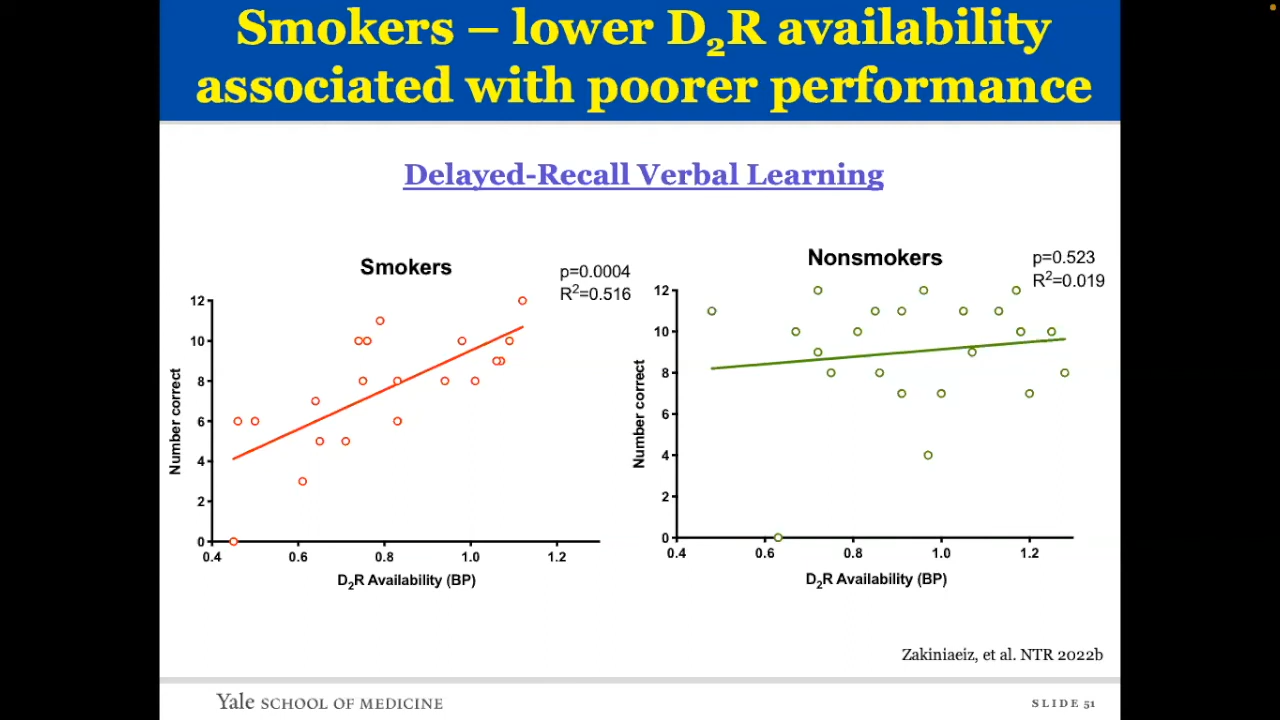 Smokers – lower D₂R availability
associated with poorer performance
Delayed-Recall Verbal Learning
Smokers
p=0.0004
R²=0.516
Number correct
12
10
8
6
4
2
0
0.4 0.6 0.8 1.0 1.2
D₂R Availability (BP)
Nonsmokers
p=0.523
R²=0.019
Number correct
12
10
8
6
4
2
0
0.4 0.6 0.8 1.0 1.2
D₂R Availability (BP)
Zakiniaeiz, et al. NTR 2022b
Yale SCHOOL OF MEDICINE
SLIDE 51